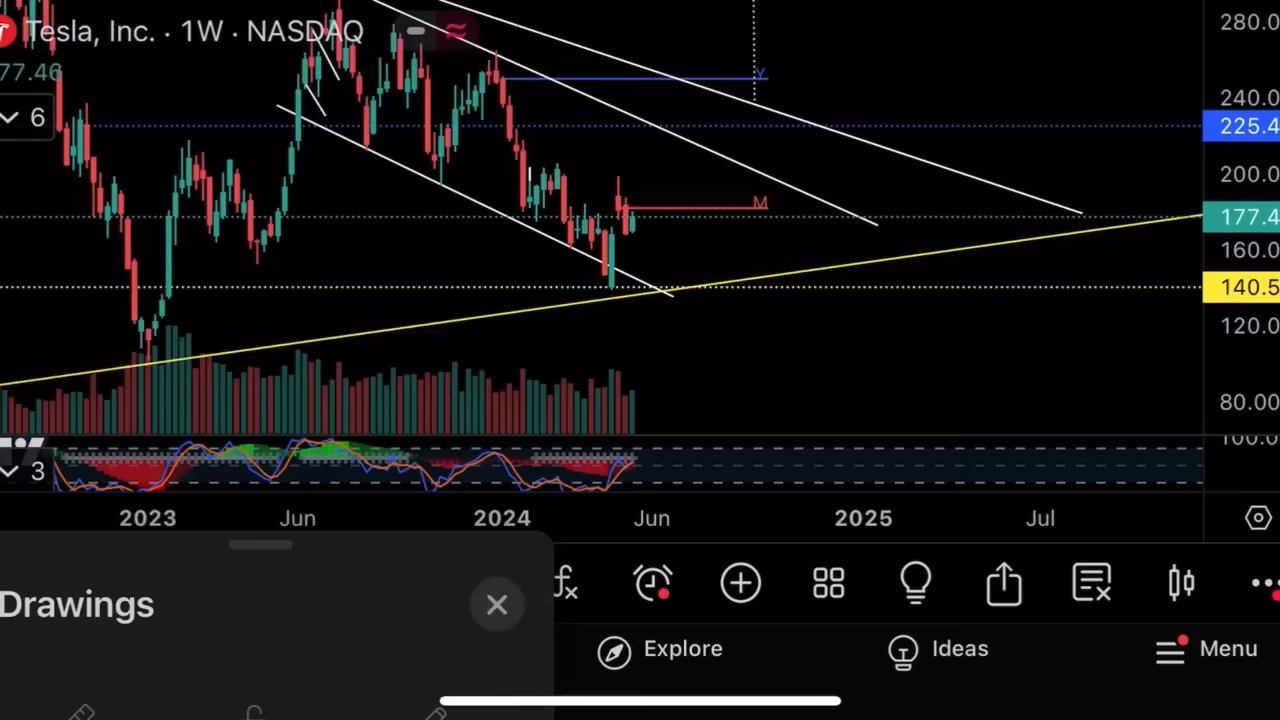 Tesla, Inc. · 1W · NASDAQ
77.46
6
Y
M
280.0
240.0
225.4
200.0
177.4
160.0
140.5
120.0
80.00
100.0
3
2023 Jun 2024 Jun 2025 Jul
Drawings
Explore Ideas Menu